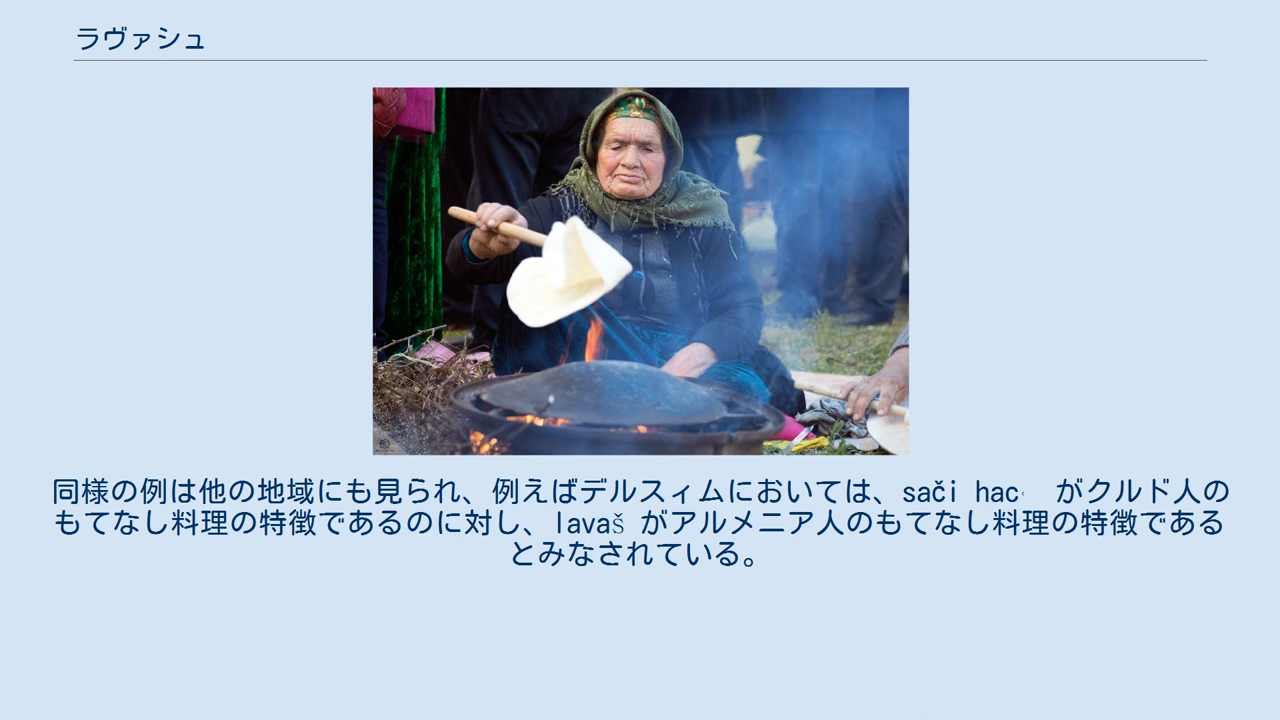 ラヴァシュ
同様の例は他の地域にも見られ、例えばデルスィムにおいては、sači hacʻ がクルド人の
もてなし料理の特徴であるのに対し、lavaš がアルメニア人のもてなし料理の特徴である
とみなされている。